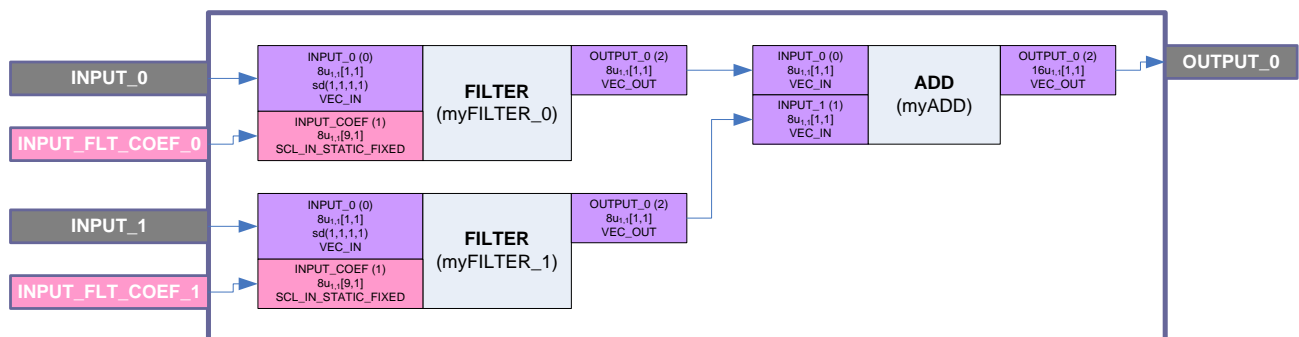 INPUT_0
INPUT_FLT_COEF_0
INPUT_1
INPUT_FLT_COEF_1
INPUT_0 (0)
8u1,1[1,1]
sd(1,1,1,1)
VEC_IN
INPUT_COEF (1)
8u1,1[9,1]
SCL_IN_STATIC_FIXED
FILTER
(myFILTER_0)
OUTPUT_0 (2)
8u1,1[1,1]
VEC_OUT
INPUT_0 (0)
8u1,1[1,1]
sd(1,1,1,1)
VEC_IN
INPUT_COEF (1)
8u1,1[9,1]
SCL_IN_STATIC_FIXED
FILTER
(myFILTER_1)
OUTPUT_0 (2)
8u1,1[1,1]
VEC_OUT
INPUT_0 (0)
8u1,1[1,1]
VEC_IN
INPUT_1 (1)
8u1,1[1,1]
VEC_IN
ADD
(myADD)
OUTPUT_0 (2)
16u1,1[1,1]
VEC_OUT
OUTPUT_0